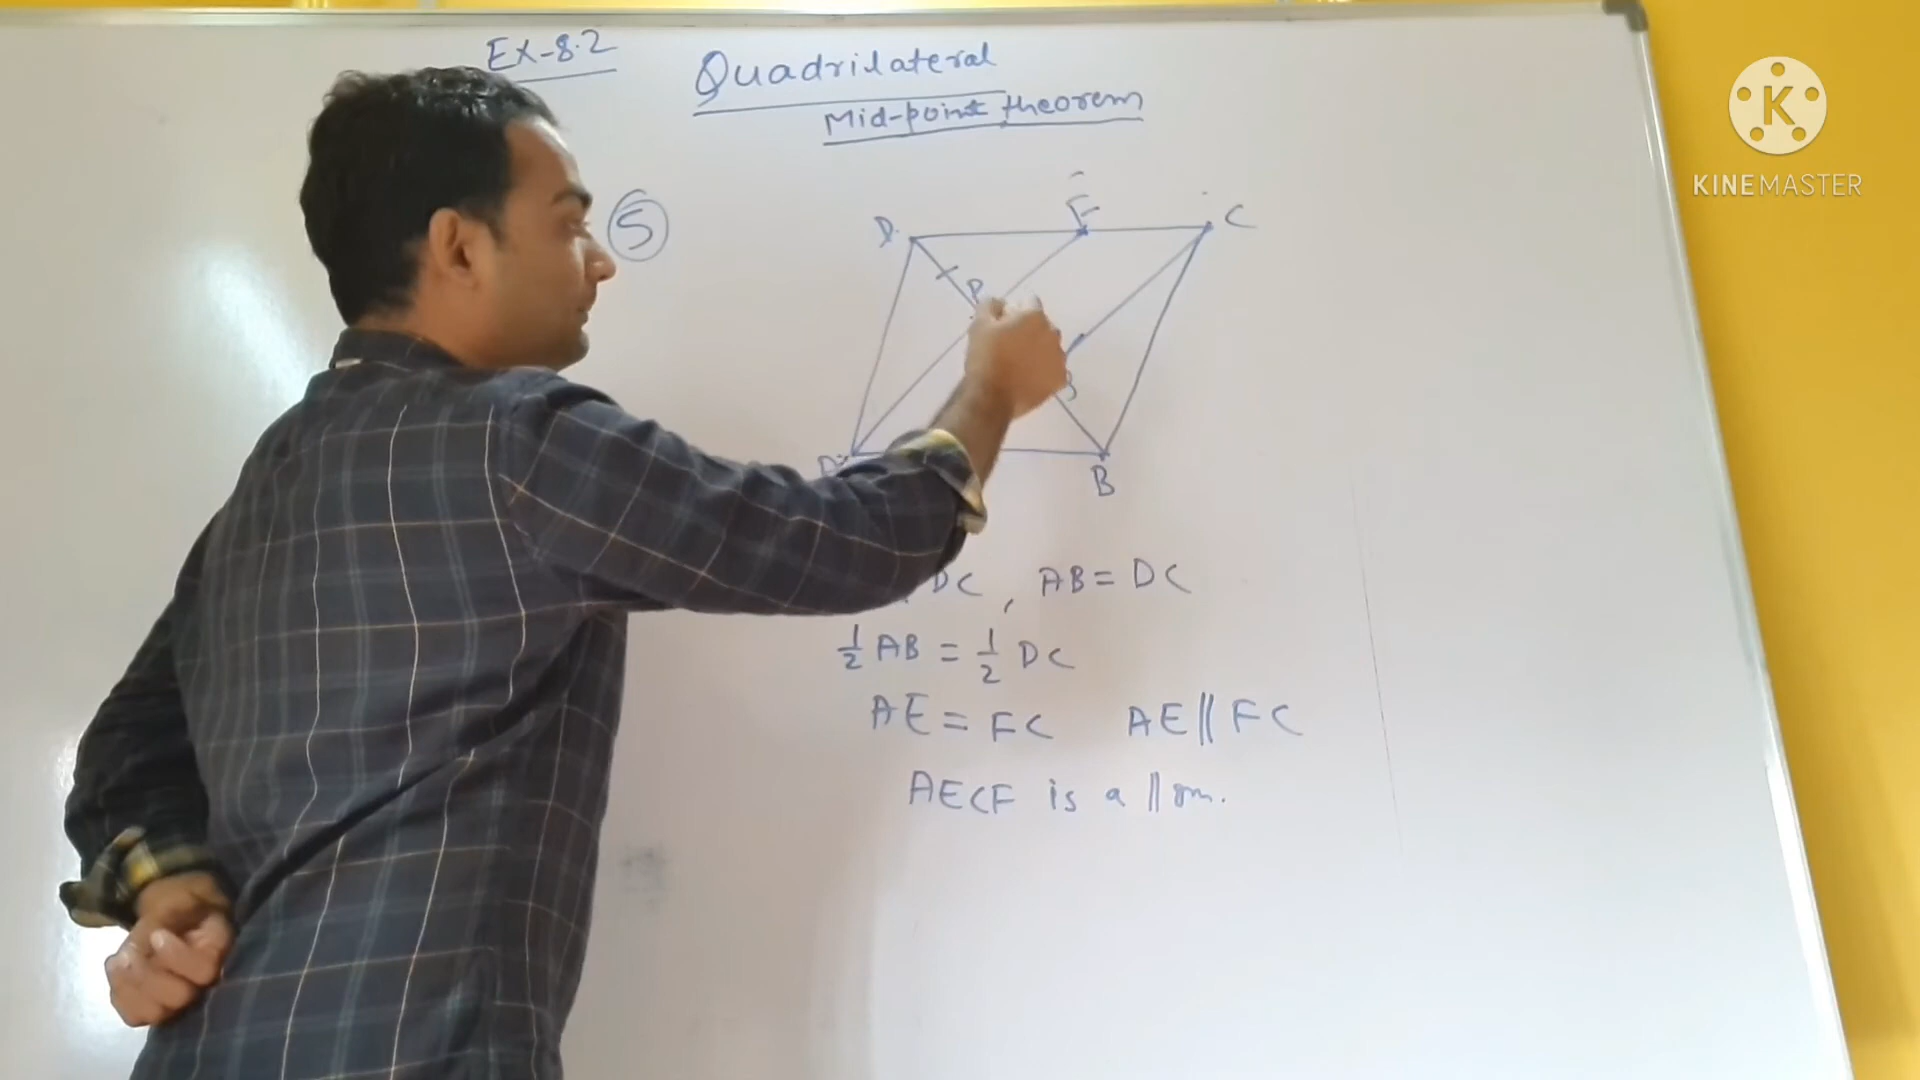 EX-8.2
Quadrilateral
Mid-point theorem
KINEMASTER
5
D F C
P
B
DC, AB = DC
1/2 AB = 1/2 DC
AE = FC AE || FC
AECF is a ||gm.